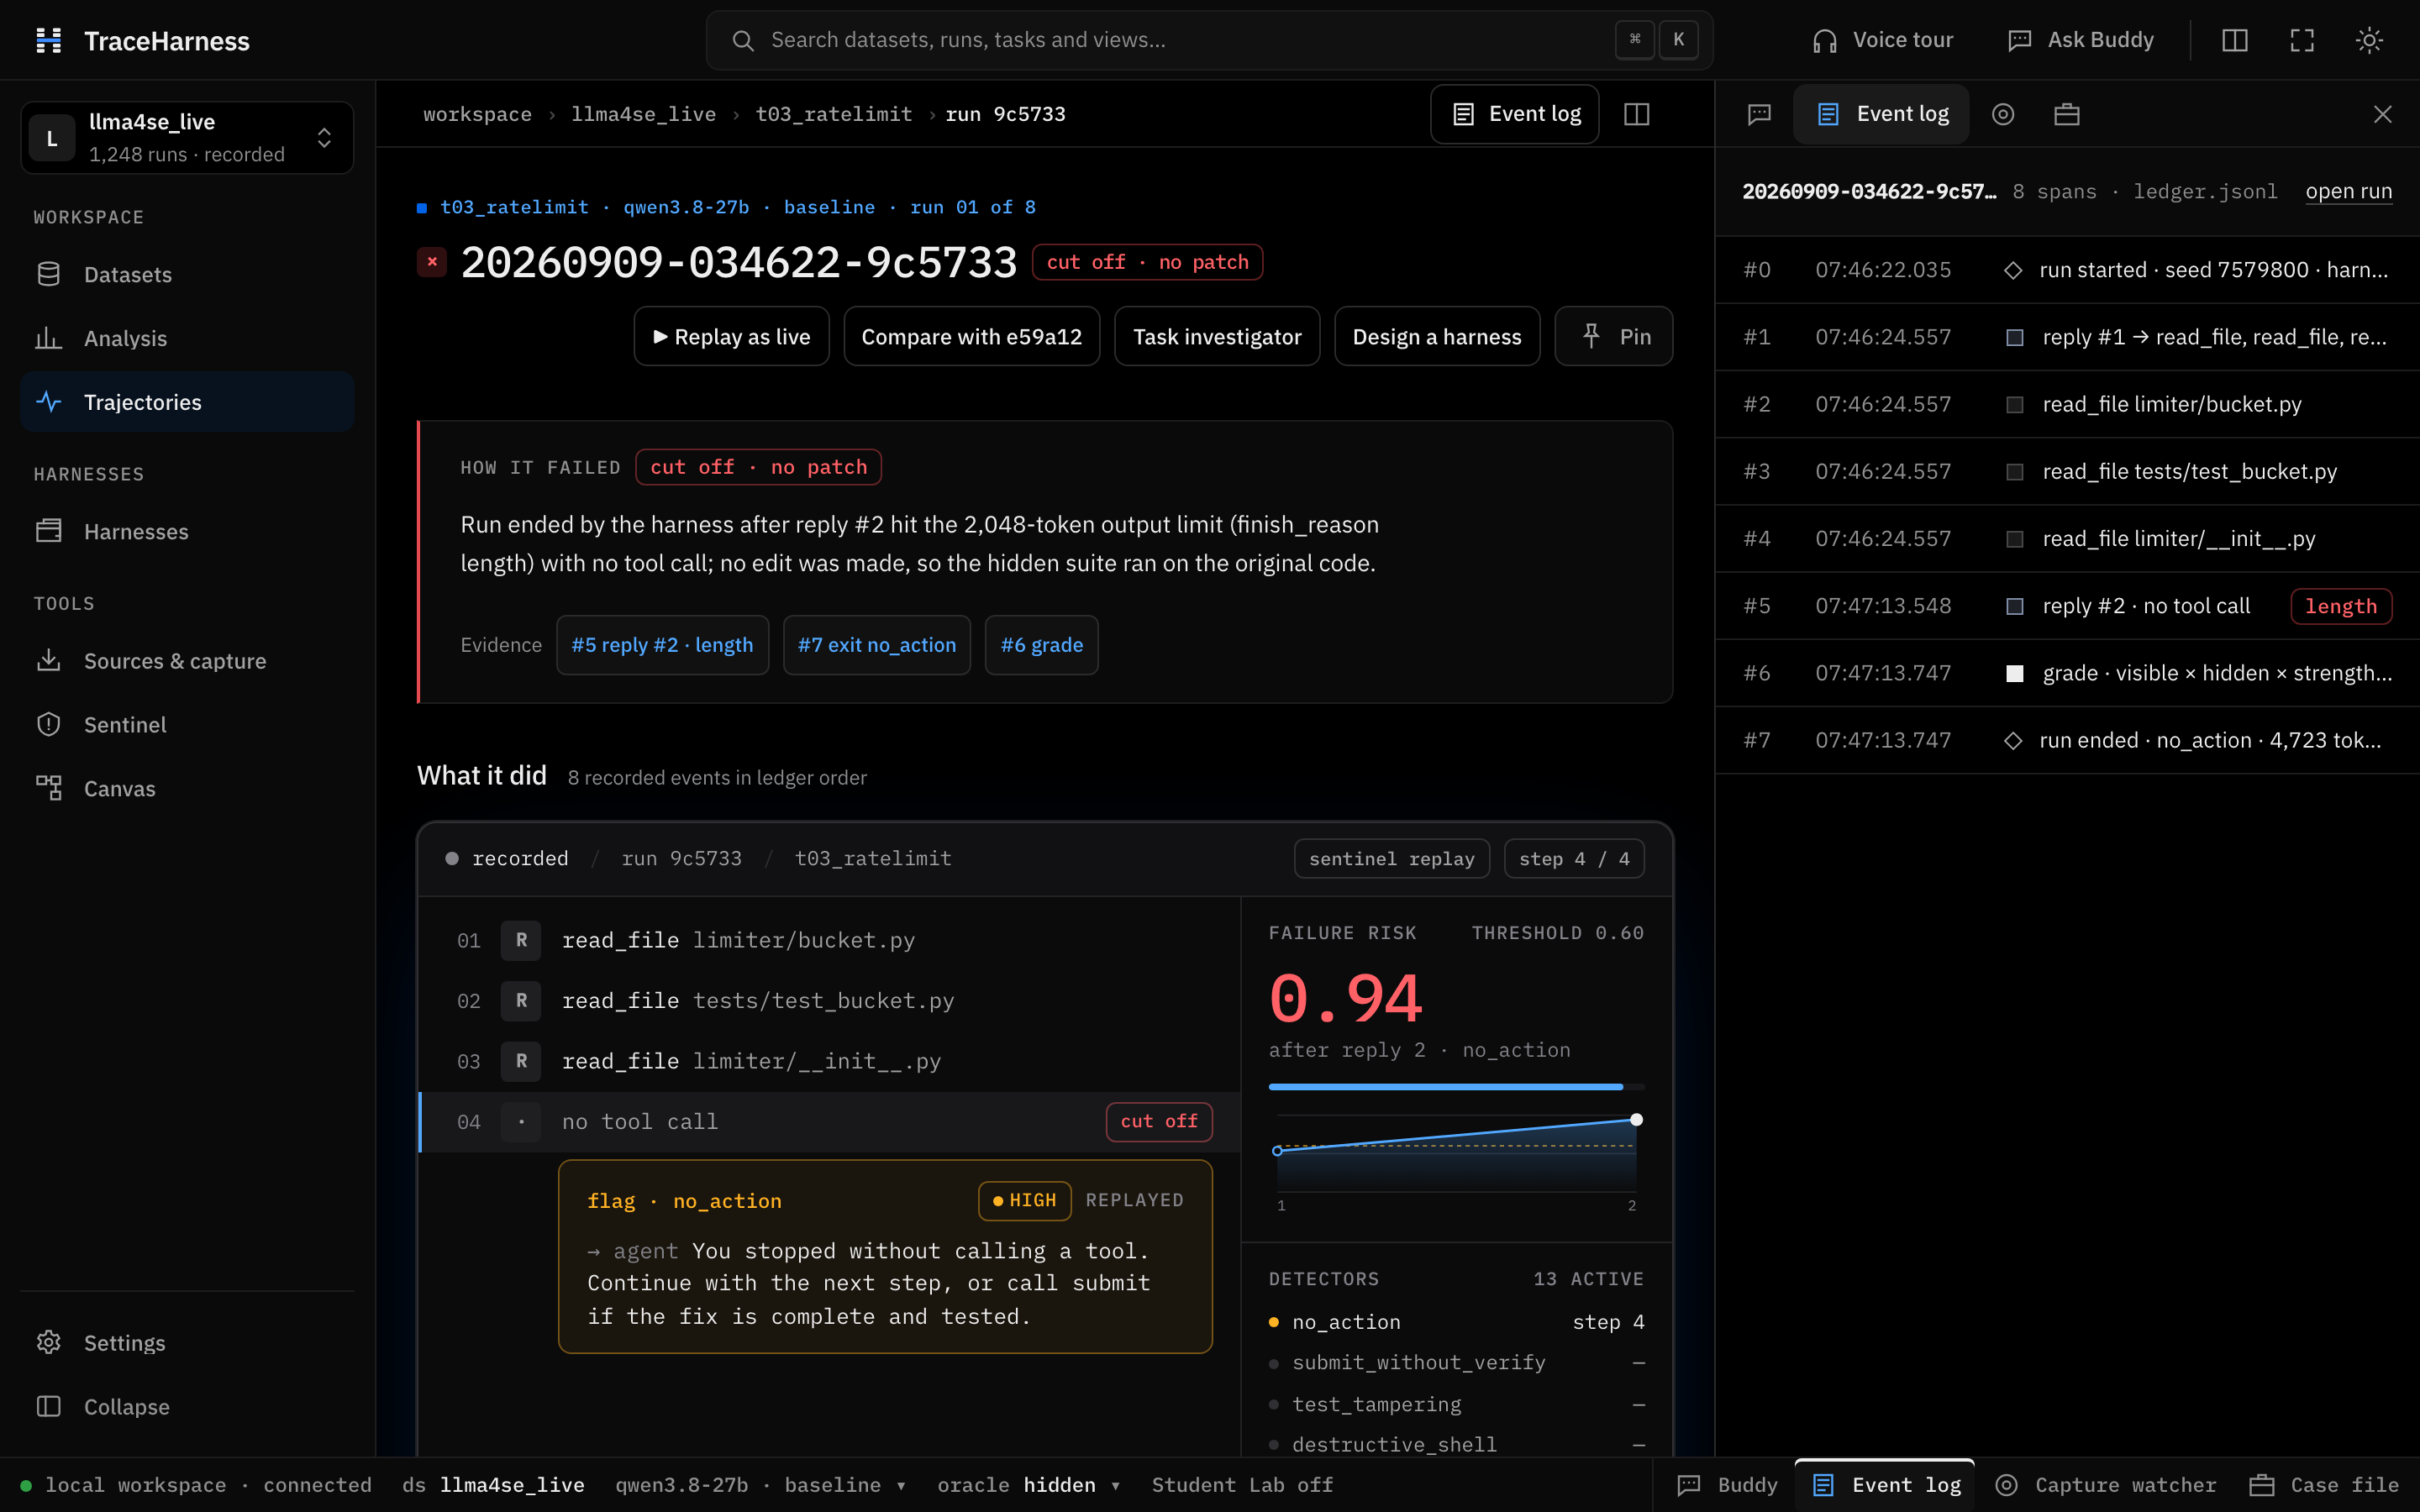 TraceHarness
Search datasets, runs, tasks and views...
⌘ K
Voice tour
Ask Buddy
L
llma4se_live
1,248 runs · recorded
WORKSPACE
Datasets
Analysis
Trajectories
HARNESSES
Harnesses
TOOLS
Sources & capture
Sentinel
Canvas
Settings
Collapse
workspace › llma4se_live › t03_ratelimit › run 9c5733
Event log
t03_ratelimit · qwen3.8-27b · baseline · run 01 of 8
× 20260909-034622-9c5733 cut off · no patch
▶ Replay as live
Compare with e59a12
Task investigator
Design a harness
Pin
HOW IT FAILED cut off · no patch
Run ended by the harness after reply #2 hit the 2,048-token output limit (finish_reason
length) with no tool call; no edit was made, so the hidden suite ran on the original code.
Evidence #5 reply #2 · length #7 exit no_action #6 grade
What it did 8 recorded events in ledger order
recorded / run 9c5733 / t03_ratelimit
sentinel replay
step 4 / 4
01 R read_file limiter/bucket.py
02 R read_file tests/test_bucket.py
03 R read_file limiter/__init__.py
04 · no tool call cut off
flag · no_action HIGH REPLAYED
→ agent You stopped without calling a tool.
Continue with the next step, or call submit
if the fix is complete and tested.
FAILURE RISK THRESHOLD 0.60
0.94
after reply 2 · no_action
1 2
DETECTORS 13 ACTIVE
no_action step 4
submit_without_verify —
test_tampering —
destructive_shell —
Event log
20260909-034622-9c57… 8 spans · ledger.jsonl open run
#0 07:46:22.035 run started · seed 7579800 · harn...
#1 07:46:24.557 reply #1 → read_file, read_file, re...
#2 07:46:24.557 read_file limiter/bucket.py
#3 07:46:24.557 read_file tests/test_bucket.py
#4 07:46:24.557 read_file limiter/__init__.py
#5 07:47:13.548 reply #2 · no tool call length
#6 07:47:13.747 grade · visible × hidden × strength...
#7 07:47:13.747 run ended · no_action · 4,723 tok...
local workspace · connected ds llma4se_live qwen3.8-27b · baseline ▾ oracle hidden ▾ Student Lab off
Buddy
Event log
Capture watcher
Case file